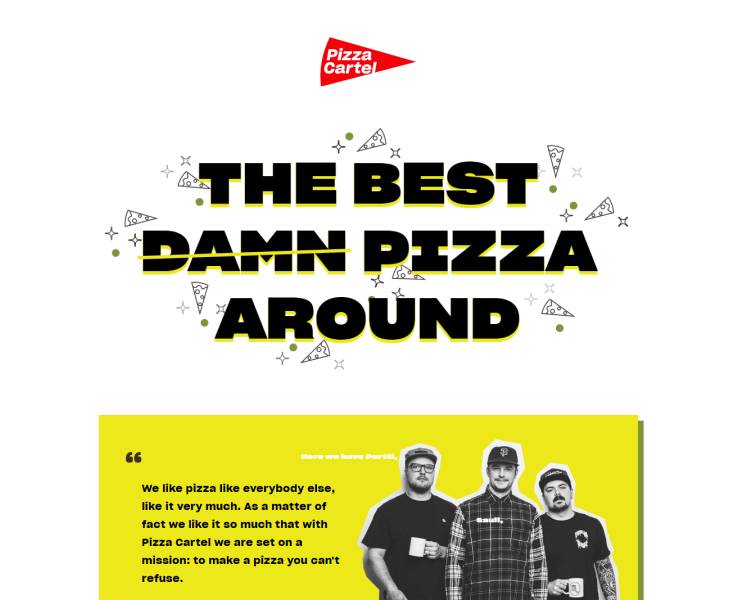 Pizza
Cartel
THE BEST
DAMN PIZZA
AROUND
“
Here we have Pertti,
We like pizza like everybody else,
like it very much. As a matter of
fact we like it so much that with
Pizza Cartel we are set on a
mission: to make a pizza you can't
refuse.